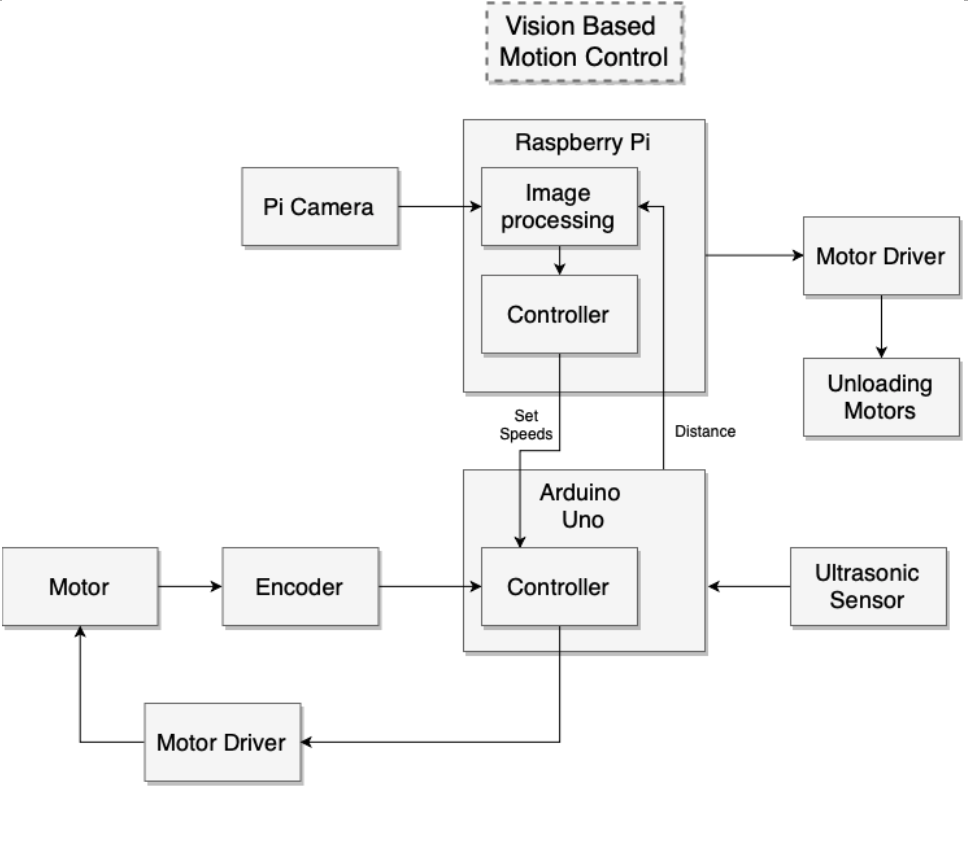 Vision Based
Motion Control
Raspberry Pi
Pi Camera
Image
processing
Motor Driver
Controller
Unloading
Motors
Set
Speeds
Distance
Arduino
Uno
Motor
Encoder
Controller
Ultrasonic
Sensor
Motor Driver